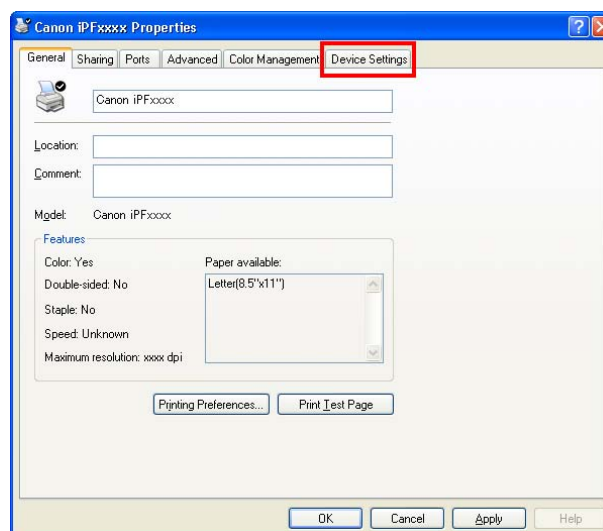 Canon iPFxxxx Properties
General Sharing Ports Advanced Color Management Device Settings
Canon iPFxxxx
Location:
Comment:
Model: Canon iPFxxxx
Features
Color: Yes Paper available:
Double-sided: No Letter(8.5"x11")
Staple: No
Speed: Unknown
Maximum resolution: xxxx dpi
Printing Preferences... Print Test Page
OK Cancel Apply Help